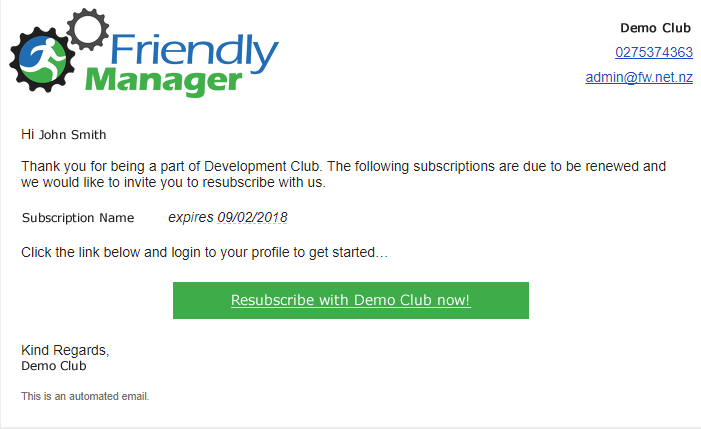 Friendly
Manager
Demo Club
0275374363
admin@fw.net.nz
Hi John Smith
Thank you for being a part of Development Club. The following subscriptions are due to be renewed and
we would like to invite you to resubscribe with us.
Subscription Name expires 09/02/2018
Click the link below and login to your profile to get started…
Resubscribe with Demo Club now!
Kind Regards,
Demo Club
This is an automated email.